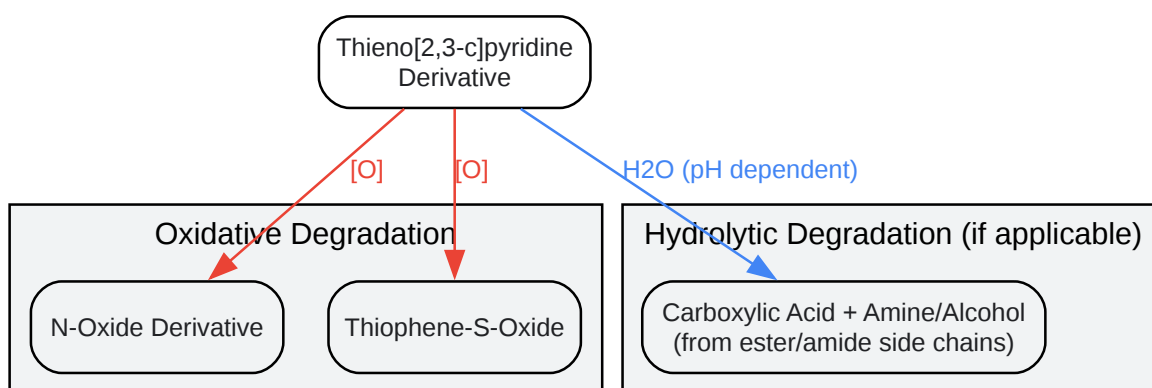 Thieno[2,3-c]pyridine
Derivative
[O]
[O]
H2O (pH dependent)
Oxidative Degradation
Hydrolytic Degradation (if applicable)
N-Oxide Derivative
Thiophene-S-Oxide
Carboxylic Acid + Amine/Alcohol
(from ester/amide side chains)